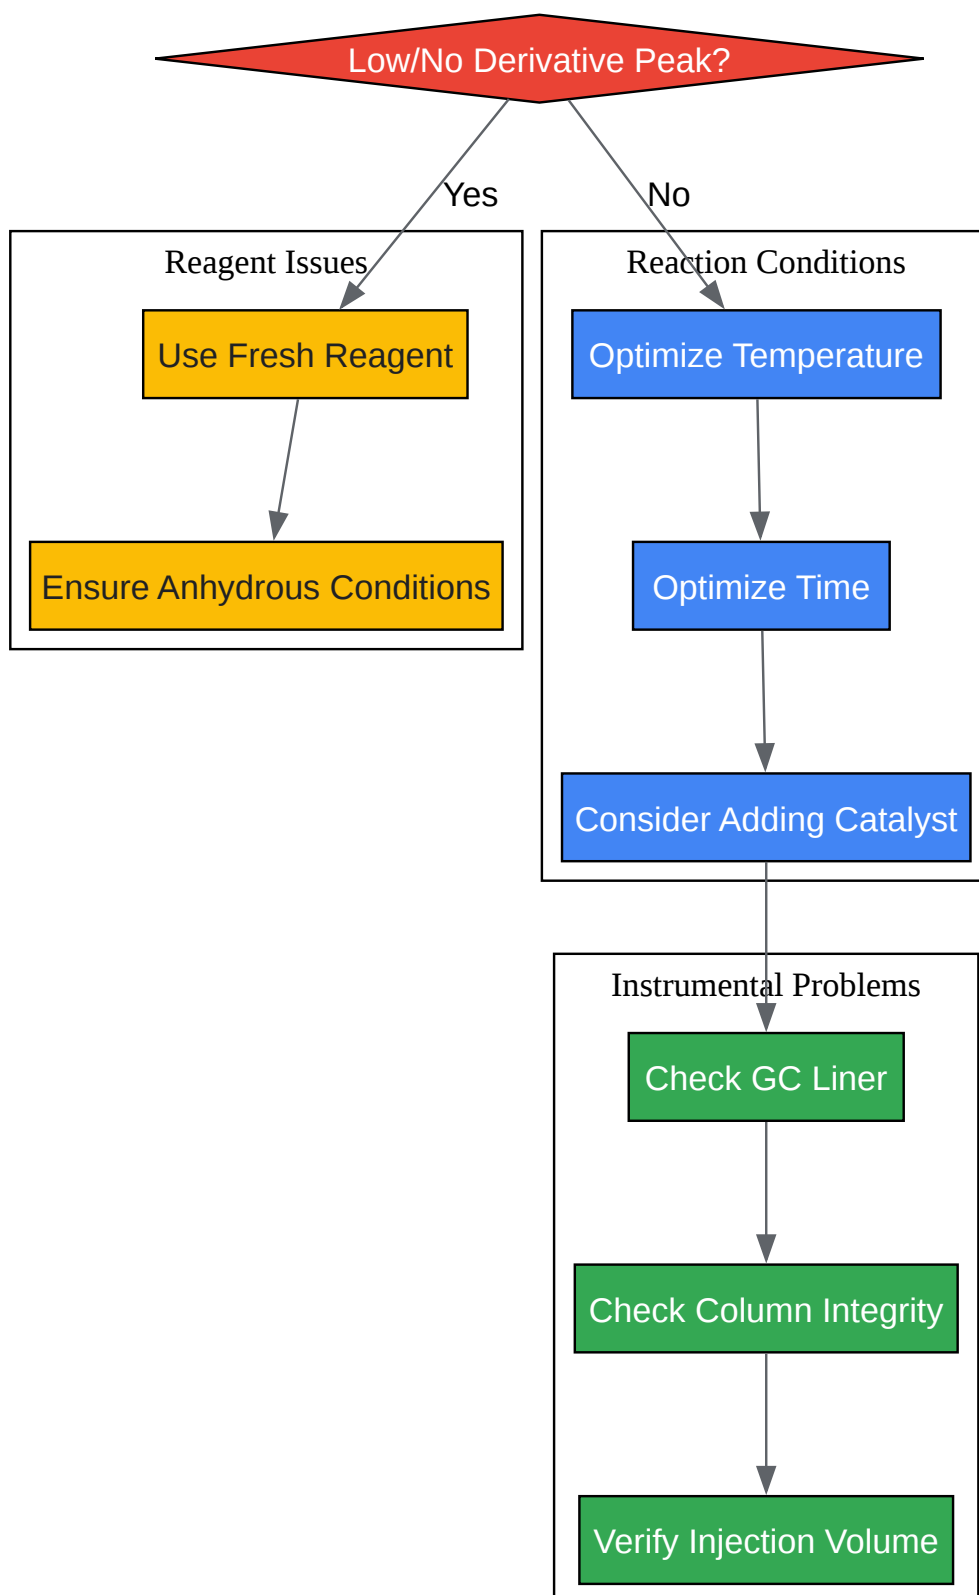 Low/No Derivative Peak?
Yes
No
Reagent Issues
Reaction Conditions
Use Fresh Reagent
Optimize Temperature
Ensure Anhydrous Conditions
Optimize Time
Consider Adding Catalyst
Instrumental Problems
Check GC Liner
Check Column Integrity
Verify Injection Volume